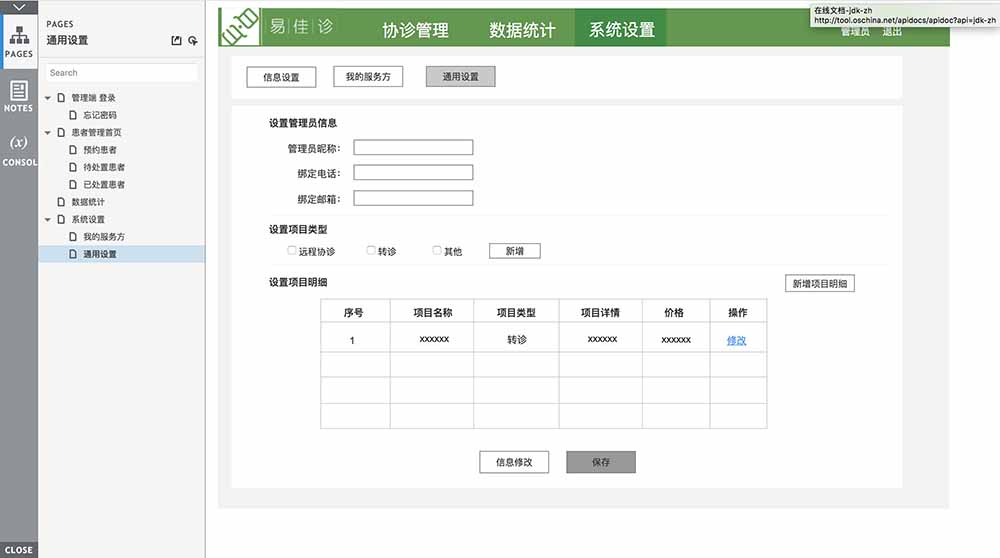 在线文档-jdk-zh
http://tool.oschina.net/apidocs/apidoc?api=jdk-zh
PAGES
通用设置
PAGES
NOTES
(x)
CONSOL
CLOSE
Search
管理端 登录
忘记密码
患者管理首页
预约患者
待处置患者
已处置患者
数据统计
系统设置
我的服务方
通用设置
易佳诊
协诊管理 数据统计 系统设置
管理员 退出
信息设置 我的服务方 通用设置
设置管理员信息
管理员昵称：
绑定电话：
绑定邮箱：
设置项目类型
远程协诊 转诊 其他 新增
设置项目明细
新增项目明细
序号 项目名称 项目类型 项目详情 价格 操作
1 xxxxxx 转诊 xxxxxx xxxxxx 修改
信息修改 保存